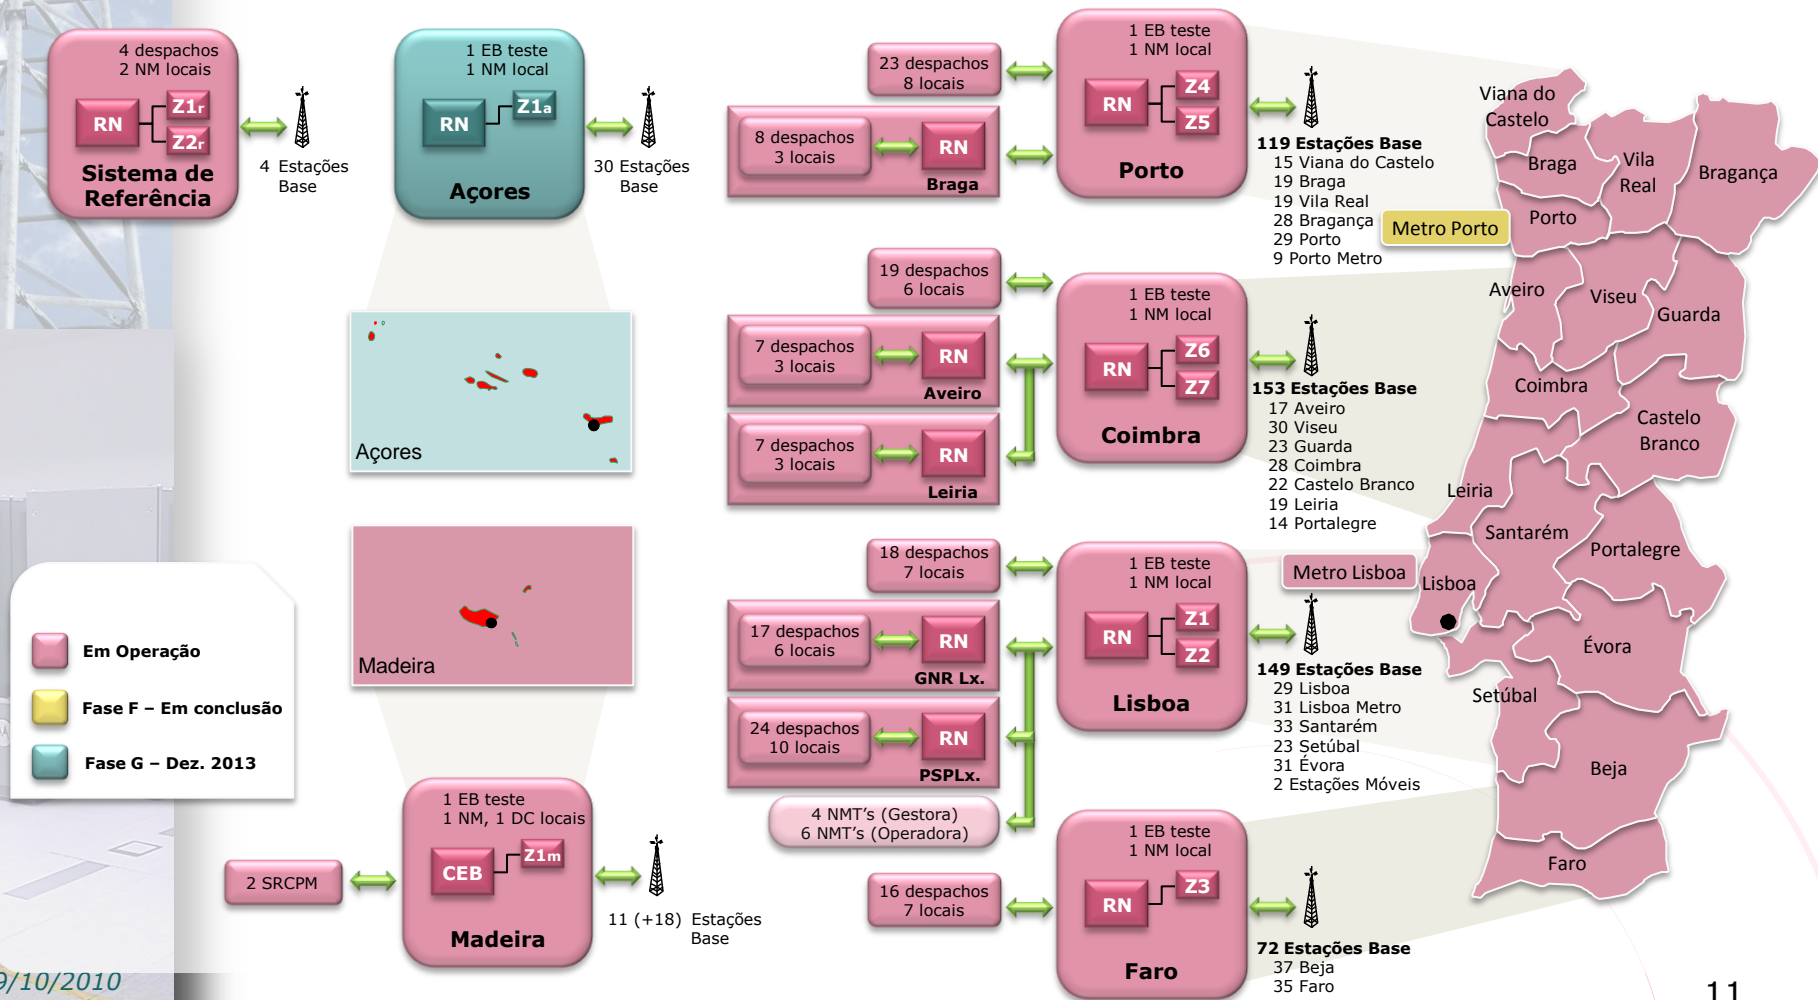 4 despachos
2 NM locais
RN
Z1r
Z2r
Sistema de
Referência
4 Estações
Base
1 EB teste
1 NM local
RN
Z1a
Açores
30 Estações
Base
Açores
Madeira
Em Operação
Fase F – Em conclusão
Fase G – Dez. 2013
1 EB teste
1 NM, 1 DC locais
CEB
Z1m
Madeira
2 SRCPM
11 (+18) Estações
Base
23 despachos
8 locais
8 despachos
3 locais
RN
Braga
1 EB teste
1 NM local
RN
Z4
Z5
Porto
119 Estações Base
15 Viana do Castelo
19 Braga
19 Vila Real
28 Bragança
29 Porto
9 Porto Metro
Metro Porto
19 despachos
6 locais
7 despachos
3 locais
RN
Aveiro
7 despachos
3 locais
RN
Leiria
1 EB teste
1 NM local
RN
Z6
Z7
Coimbra
153 Estações Base
17 Aveiro
30 Viseu
23 Guarda
28 Coimbra
22 Castelo Branco
19 Leiria
14 Portalegre
18 despachos
7 locais
17 despachos
6 locais
RN
GNR Lx.
24 despachos
10 locais
RN
PSPLx.
4 NMT's (Gestora)
6 NMT's (Operadora)
1 EB teste
1 NM local
RN
Z1
Z2
Lisboa
Metro Lisboa
149 Estações Base
29 Lisboa
31 Lisboa Metro
33 Santarém
23 Setúbal
31 Évora
2 Estações Móveis
16 despachos
7 locais
1 EB teste
1 NM local
RN
Z3
Faro
72 Estações Base
37 Beja
35 Faro
Viana do
Castelo
Braga
Vila
Real
Bragança
Porto
Aveiro
Viseu
Guarda
Coimbra
Castelo
Branco
Leiria
Santarém
Portalegre
Lisboa
Évora
Setúbal
Beja
Faro
9/10/2010
11